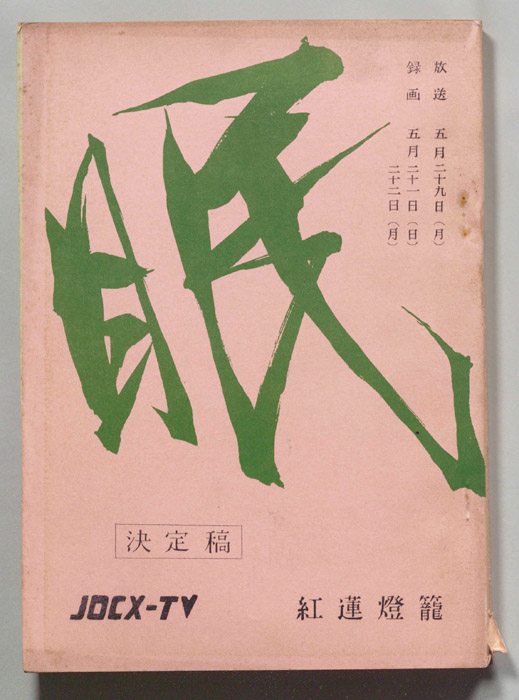 放送 五月二十九日(月)
録画 五月二十一日(日)
二十二日(月)
眠
決定稿
JOCX-TV
紅蓮燈籠